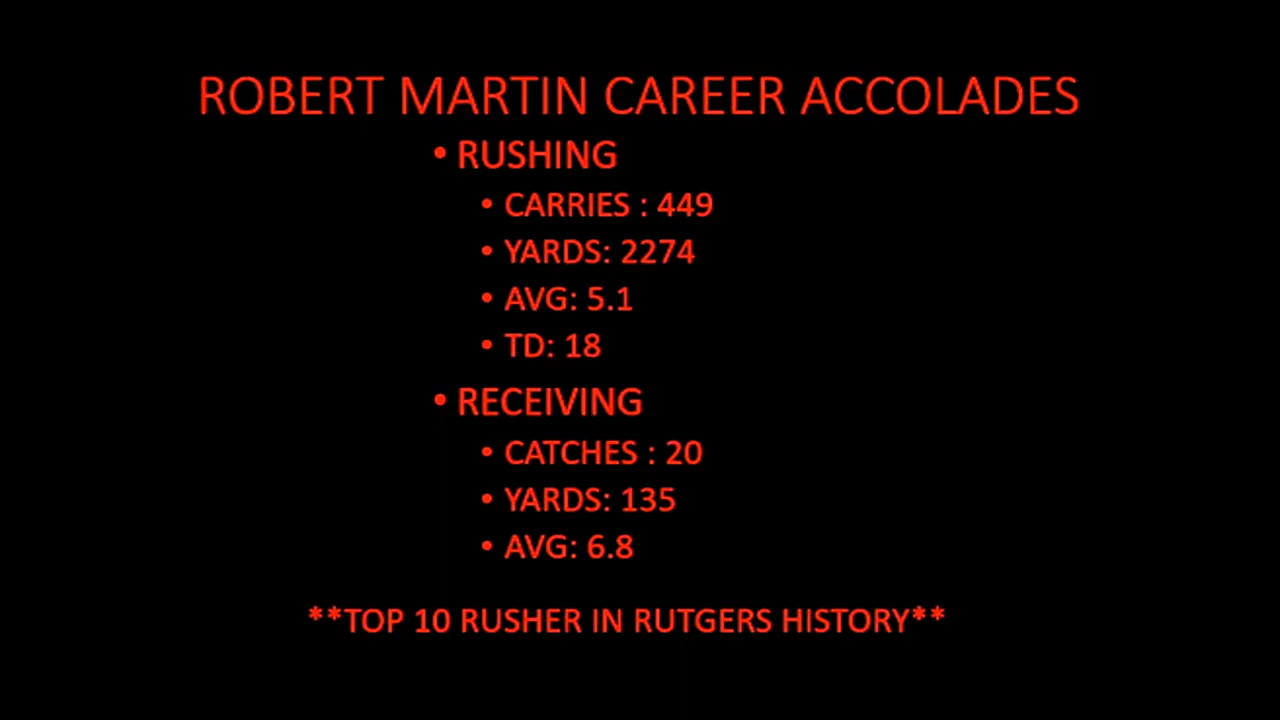 ROBERT MARTIN CAREER ACCOLADES
• RUSHING
• CARRIES : 449
• YARDS: 2274
• AVG: 5.1
• TD: 18
• RECEIVING
• CATCHES : 20
• YARDS: 135
• AVG: 6.8
**TOP 10 RUSHER IN RUTGERS HISTORY**